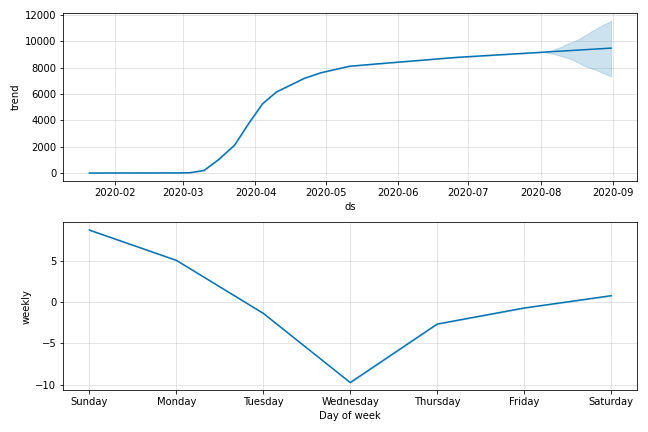 12000
10000
8000
6000
4000
2000
0
trend
2020-02 2020-03 2020-04 2020-05 2020-06 2020-07 2020-08 2020-09
ds
5
0
−5
−10
weekly
Sunday Monday Tuesday Wednesday Thursday Friday Saturday
Day of week